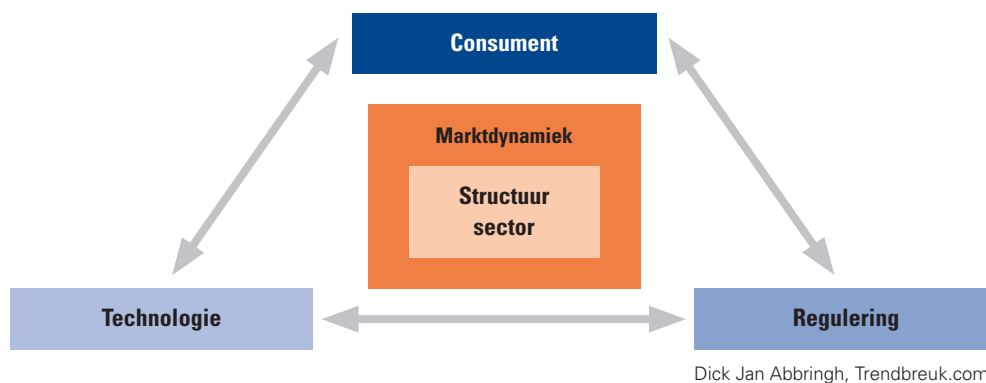 Consument
Marktdynamiek
Structuur
sector
Technologie
Regulering
Dick Jan Abbringh, Trendbreuk.com